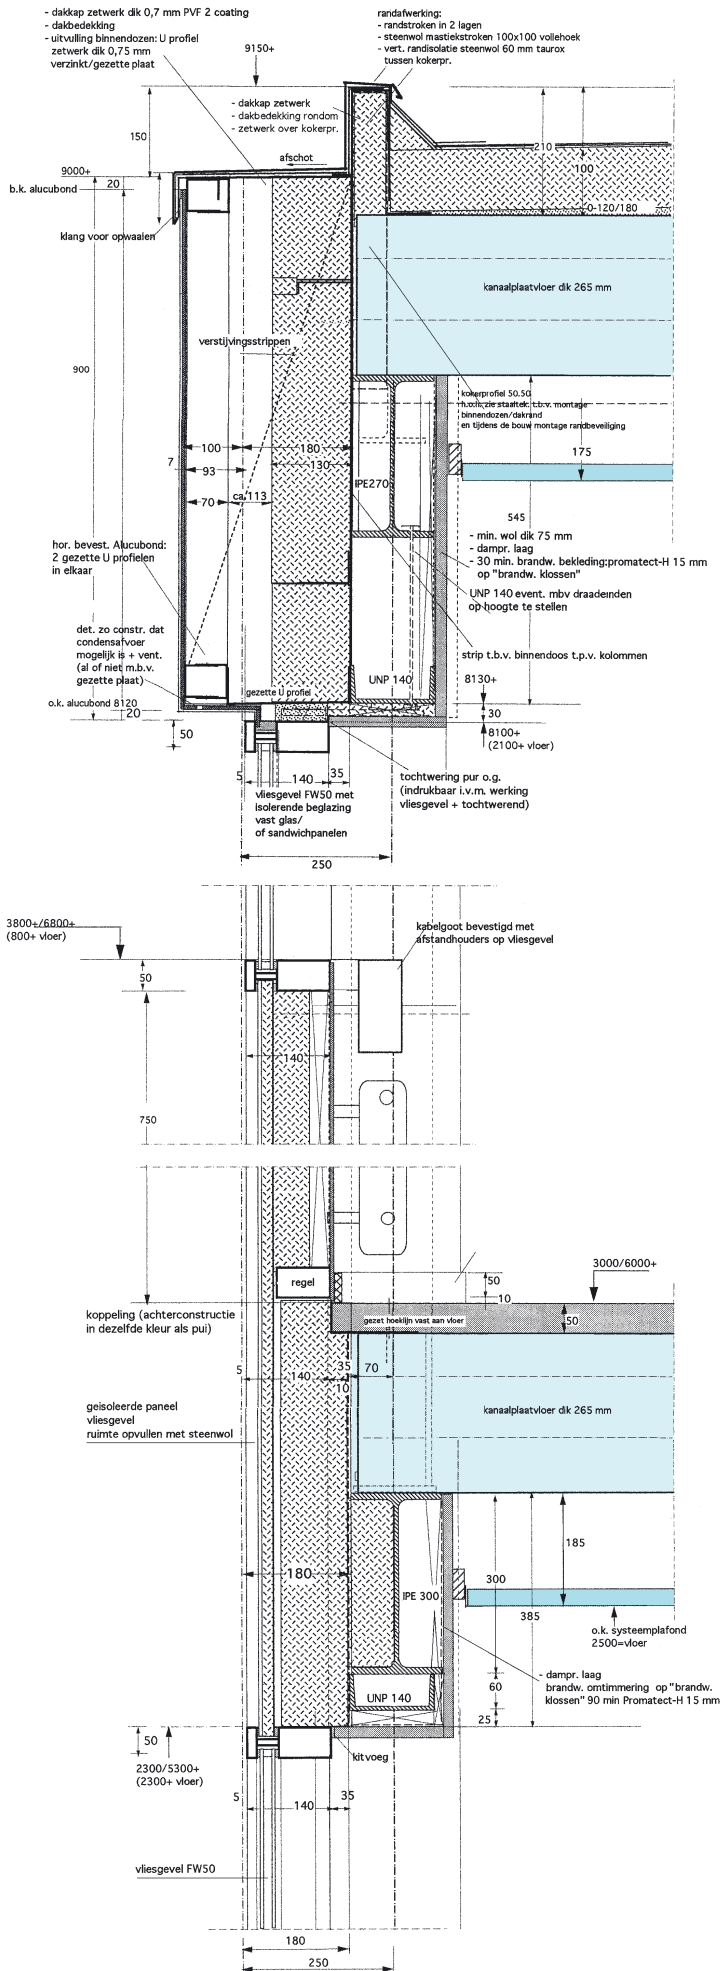 - dakkap zetwerk dik 0,7 mm PVF 2 coating
- dakbedekking
- uitvulling binnendozen: U profiel
zetwerk dik 0,75 mm
verzinkt/gezette plaat
9150+
randafwerking:
- randstroken in 2 lagen
- steenwol mastiekstroken 100x100 vollehoek
- vert. randisolatie steenwol 60 mm taurox
tussen kokerpr.
- dakkap zetwerk
- dakbedekking rondom
- zetwerk over kokerpr.
150
210
100
afschot
9000+
20
b.k. alucubond
0-120/180
klang voor opwaaien
kanaalplaatvloer dik 265 mm
verstijvingsstrippen
900
kokerprofiel 50.50
h.o.h. zie staaltek. t.b.v. montage
binnendozen/dakrand
en tijdens de bouw montage randbeveiliging
100
180
175
7
93
130
70
ca 113
IPE270
545
hor. bevest. Alucubond:
2 gezette U profielen
in elkaar
- min. wol dik 75 mm
- dampr. laag
- 30 min. brandw. bekleding:promatect-H 15 mm
op "brandw. klossen"
UNP 140 event. mbv draadeinden
op hoogte te stellen
det. zo constr. dat
condensafvoer
mogelijk is + vent.
(al of niet m.b.v.
gezette plaat)
strip t.b.v. binnendoos t.p.v. kolommen
UNP 140
8130+
gezette U profiel
o.k. alucubond 8120
20
30
50
8100+
(2100+ vloer)
5
140
35
tochtwering pur o.g.
(indrukbaar i.v.m. werking
vliesgevel + tochtwerend)
vliesgevel FW50 met
isolerende beglazing
vast glas/
of sandwichpanelen
250
3800+/6800+
(800+ vloer)
kabelgoot bevestigd met
afstandhouders op vliesgevel
50
140
750
3000/6000+
regel
50
10
koppeling (achterconstructie
in dezelfde kleur als pui)
gezet hoeklijn vast aan vloer
50
5
140
35
10
70
geisoleerde paneel
vliesgevel
ruimte opvullen met steenwol
kanaalplaatvloer dik 265 mm
185
180
300
IPE 300
385
o.k. systeemplafond
2500=vloer
- dampr. laag
brandw. omtimmering op "brandw.
klossen" 90 min Promatect-H 15 mm
60
UNP 140
25
50
kitvoeg
2300/5300+
(2300+ vloer)
5
140
35
vliesgevel FW50
180
250